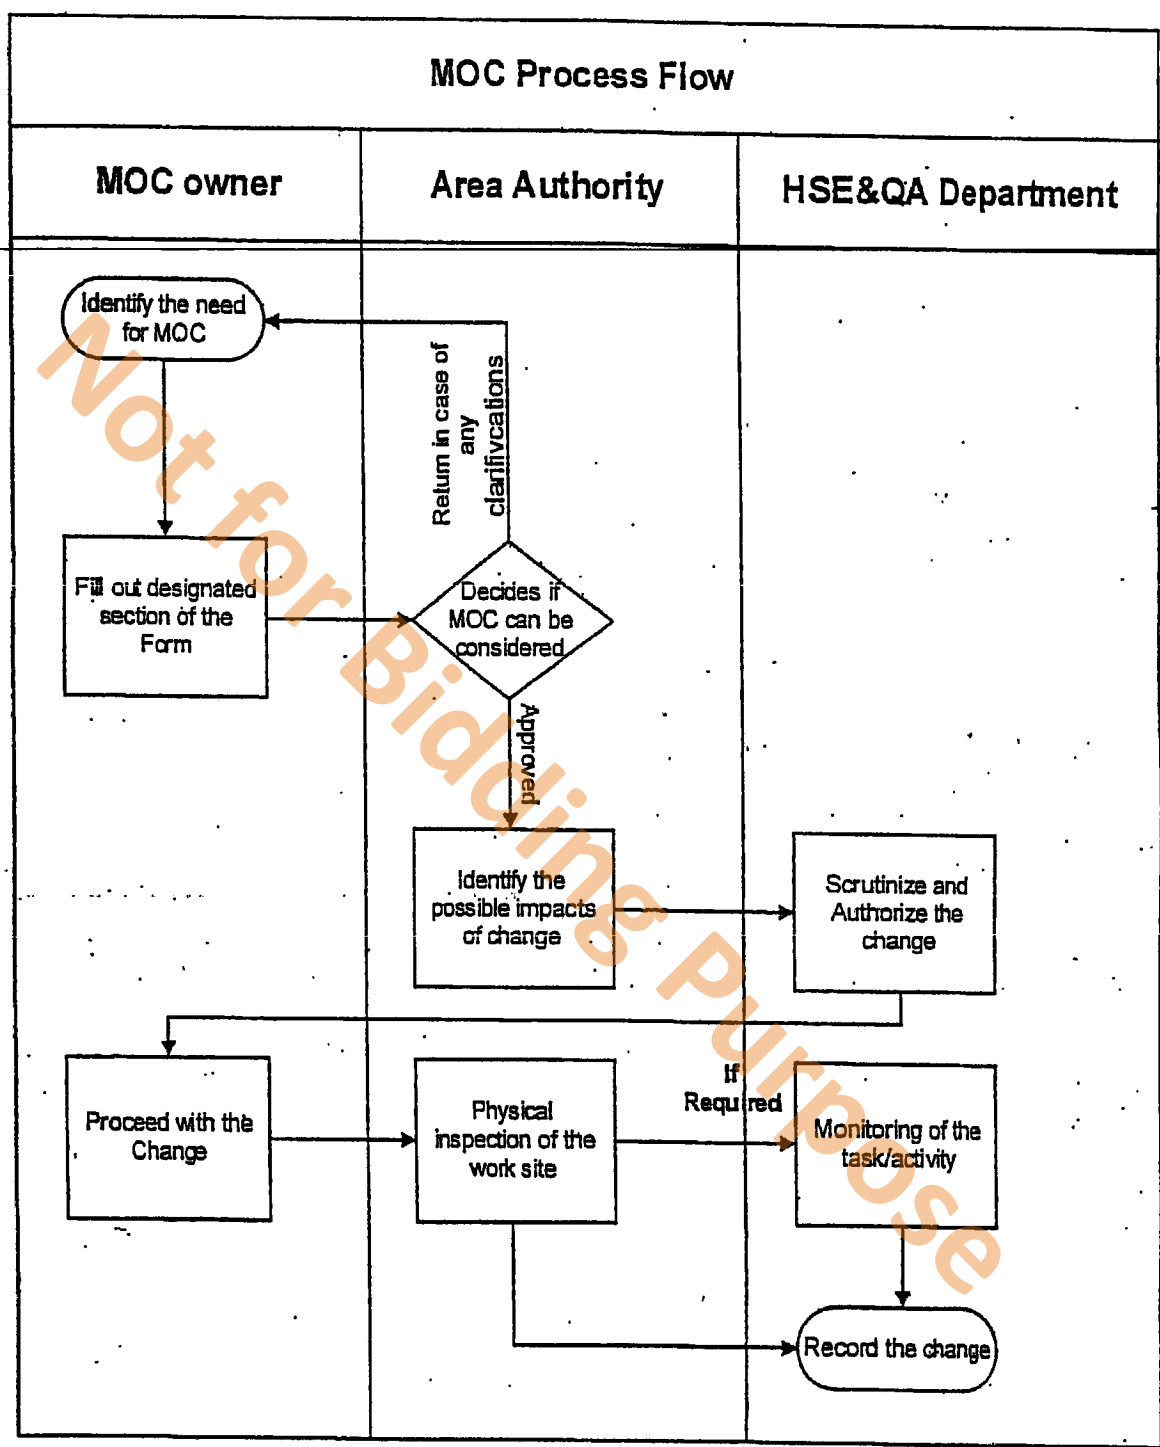 MOC Process Flow
MOC owner
Area Authority
HSE&QA Department
Identify the need
for MOC
Return in case of
any
clarifivcations
Fill out designated
section of the
Form
Decides if
MOC can be
considered
Approved
Identify the
possible impacts
of change
Scrutinize and
Authorize the
change
Proceed with the
Change
Physical
inspection of the
work site
If
Required
Monitoring of the
task/activity
Record the change
Not for Bidding Purpose